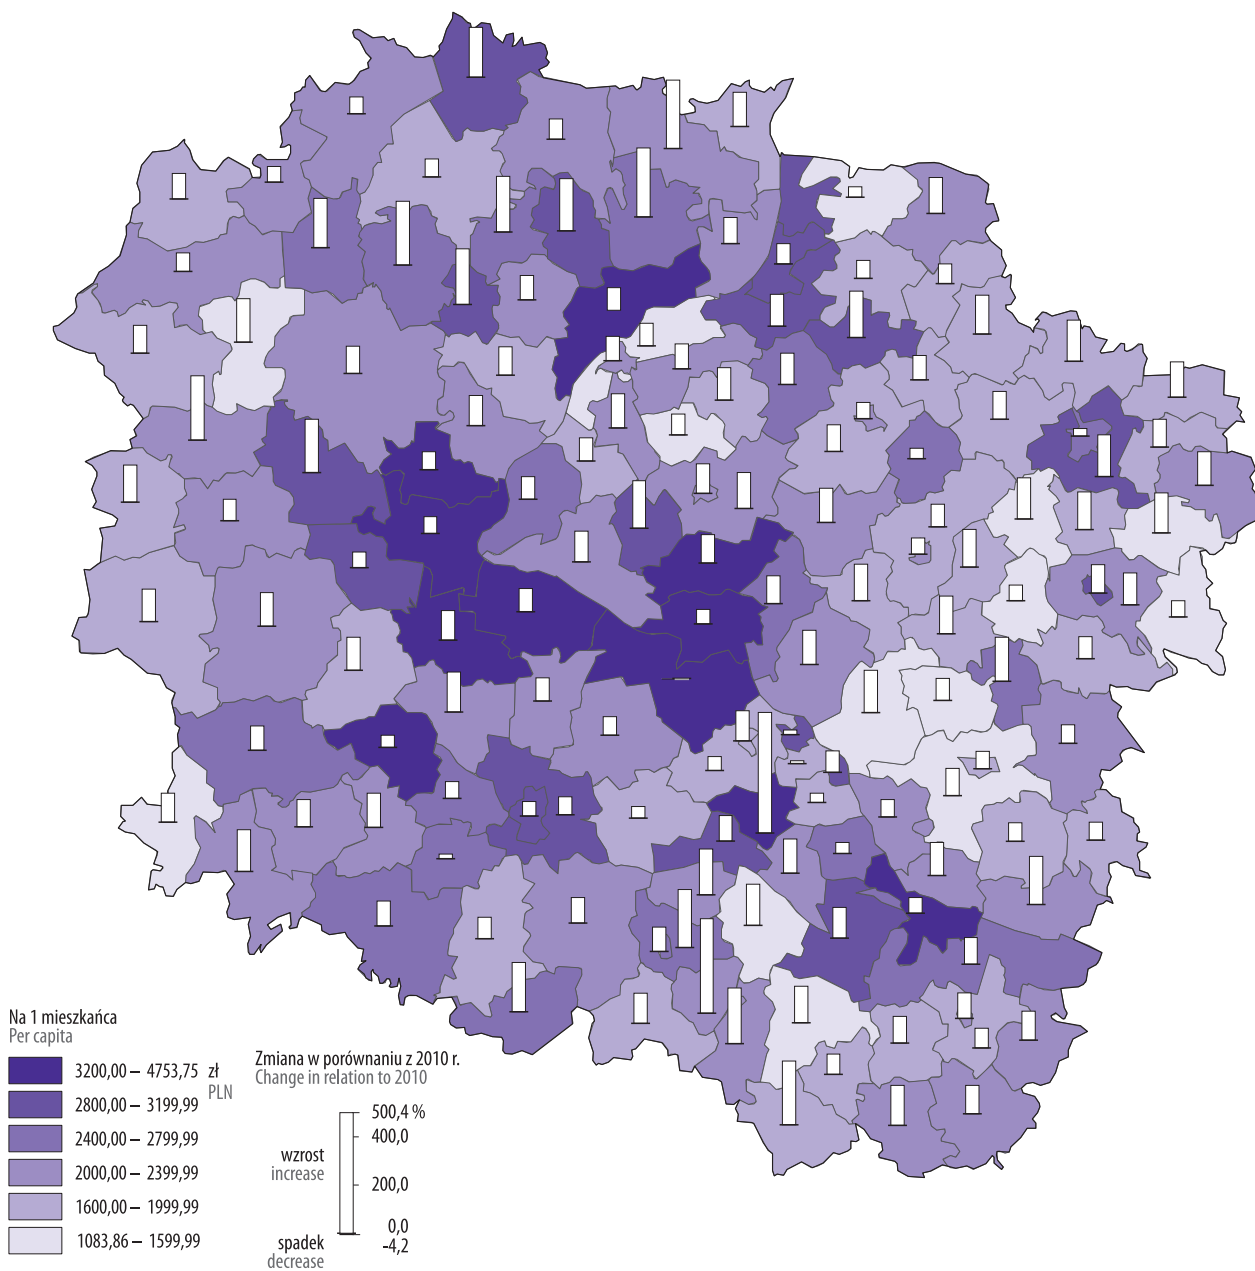 Na 1 mieszkańca
Per capita
3200,00 – 4753,75 zł
PLN
2800,00 – 3199,99
2400,00 – 2799,99
2000,00 – 2399,99
1600,00 – 1999,99
1083,86 – 1599,99
Zmiana w porównaniu z 2010 r.
Change in relation to 2010
500,4 %
400,0
wzrost
increase
200,0
0,0
spadek
decrease
-4,2